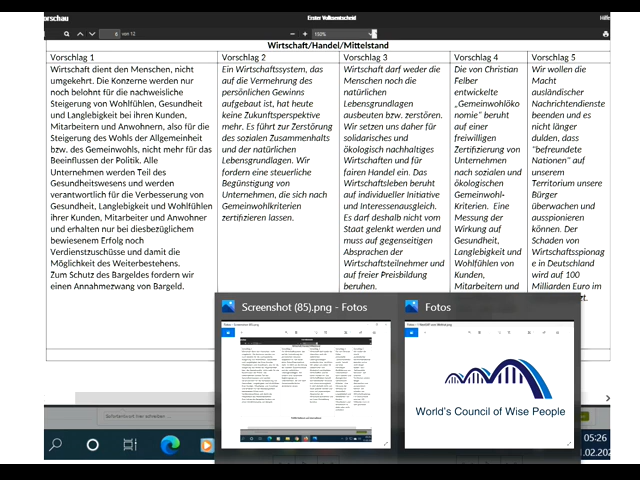 orschau
Erster Volksentscheid
Hilfe
6 von 12
100%
Wirtschaft/Handel/Mittelstand
Vorschlag 1
Wirtschaft dient den Menschen, nicht
umgekehrt. Die Konzerne werden nur
noch belohnt für die nachweisliche
Steigerung von Wohlfühlen, Gesundheit
und Langlebigkeit bei ihren Kunden,
Mitarbeitern und Anwohnern, also für die
Steigerung des Wohls der Allgemeinheit
bzw. des Gemeinwohls, nicht mehr für das
Beeinflussen der Politik. Alle
Unternehmen werden Teil des
Gesundheitswesens und werden
verantwortlich für die Verbesserung von
Gesundheit, Langlebigkeit und Wohlfühlen
ihrer Kunden, Mitarbeiter und Anwohner
und erhalten nur bei diesbezüglichem
bewiesenem Erfolg noch
Verdienstzuschüsse und damit die
Möglichkeit des Weiterbestehens.
Zum Schutz des Bargeldes fordern wir
einen Annahmezwang von Bargeld.
Vorschlag 2
Ein Wirtschaftssystem, das
auf die Vermehrung des
persönlichen Gewinns
aufgebaut ist, hat heute
keine Zukunftsperspektive
mehr. Es führt zur Zerstörung
des sozialen Zusammenhalts
und der natürlichen
Lebensgrundlagen. Wir
fordern eine steuerliche
Begünstigung von
Unternehmen, die sich nach
Gemeinwohlkriterien
zertifizieren lassen.
Vorschlag 3
Wirtschaft darf weder die
Menschen noch die
natürlichen
Lebensgrundlagen
ausbeuten bzw. zerstören.
Wir setzen uns daher für
solidarisches und
ökologisch nachhaltiges
Wirtschaften und für
fairen Handel ein. Das
Wirtschaftsleben beruht
auf individueller Initiative
und Interessenausgleich.
Es darf deshalb nicht vom
Staat gelenkt werden und
muss auf gegenseitigen
Absprachen der
Wirtschaftsteilnehmer und
auf freier Preisbildung
beruhen.
Vorschlag 4
Die von Christian
Felber
entwickelte
„Gemeinwohlöko
nomie" beruht
auf einer
freiwilligen
Zertifizierung von
Unternehmen
nach sozialen und
ökologischen
Gemeinwohl-
Kriterien. Eine
Messung der
Wirkung auf
Gesundheit,
Langlebigkeit und
Wohlfühlen von
Kunden,
Mitarbeitern und
Vorschlag 5
Wir wollen die
Macht
ausländischer
Nachrichtendienste
beenden und es
nicht länger
dulden, dass
"befreundete
Nationen" auf
unserem
Territorium unsere
Bürger
überwachen und
ausspionieren
können. Der
Schaden von
Wirtschaftspionag
e in Deutschland
wird auf 100
Milliarden Euro im
Screenshot (85).png - Fotos
Fotos
World's Council of Wise People
05:26